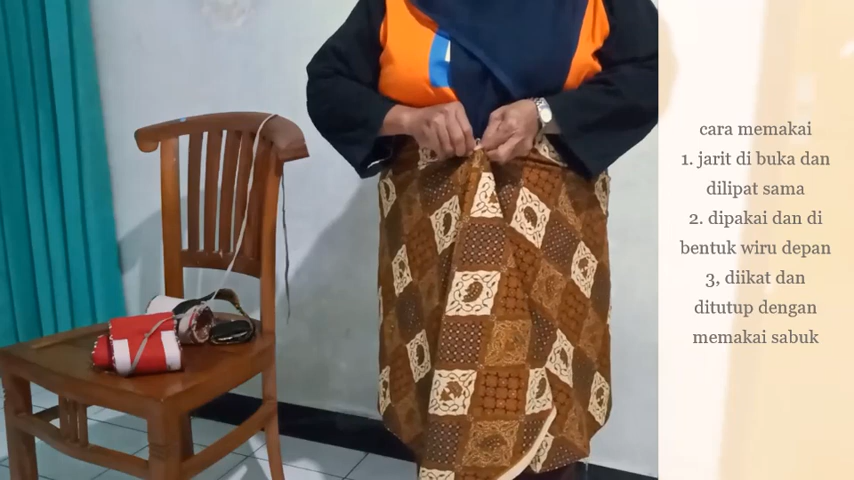 cara memakai
1. jarit di buka dan
dilipat sama
2. dipakai dan di
bentuk wiru depan
3, diikat dan
ditutup dengan
memakai sabuk